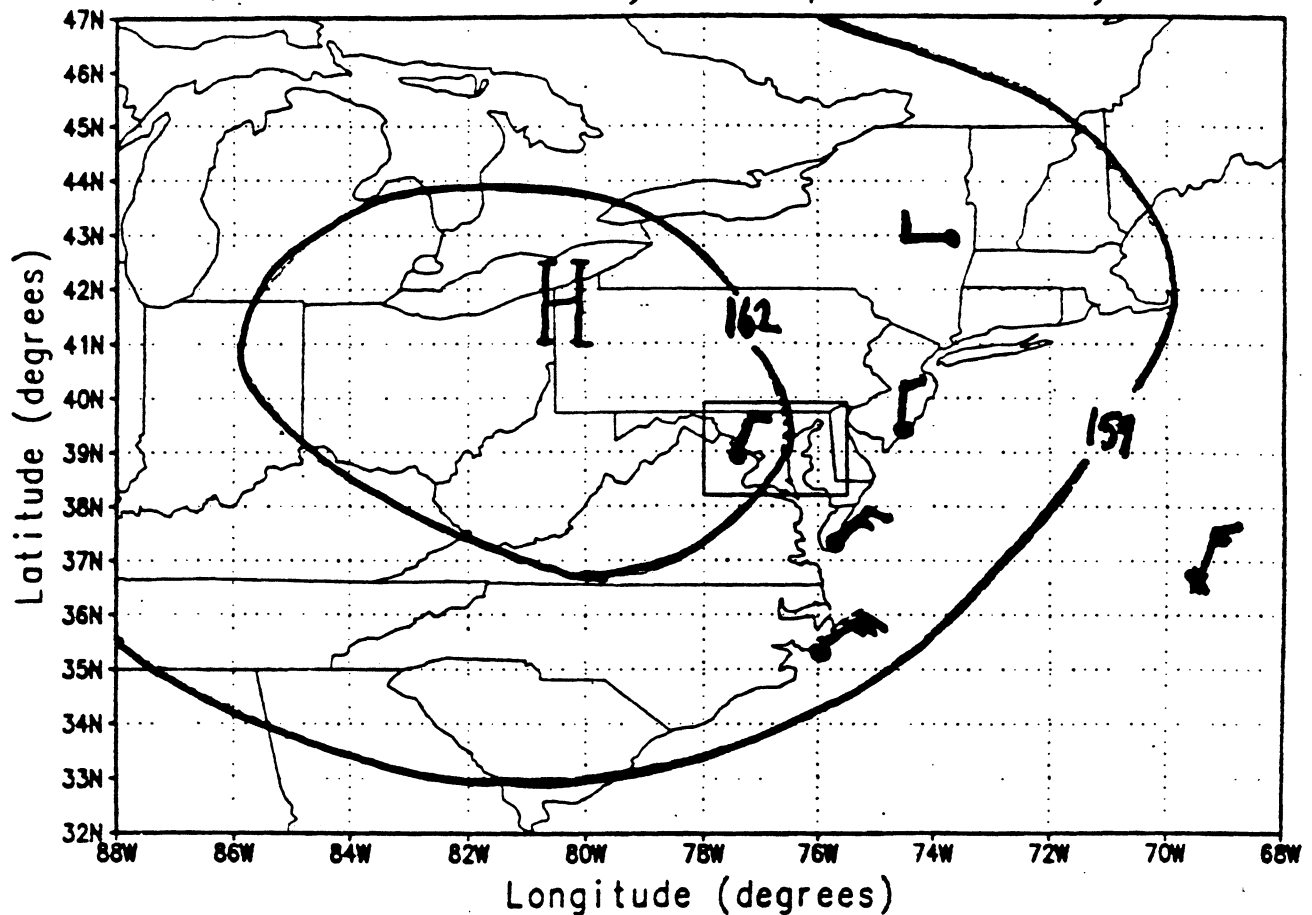 47N
46N
45N
44N
43N
42N
41N
40N
39N
38N
37N
36N
35N
34N
33N
32N
Latitude (degrees)
H
162
159
88W 86W 84W 82W 80W 78W 76W 74W 72W 70W 68W
Longitude (degrees)